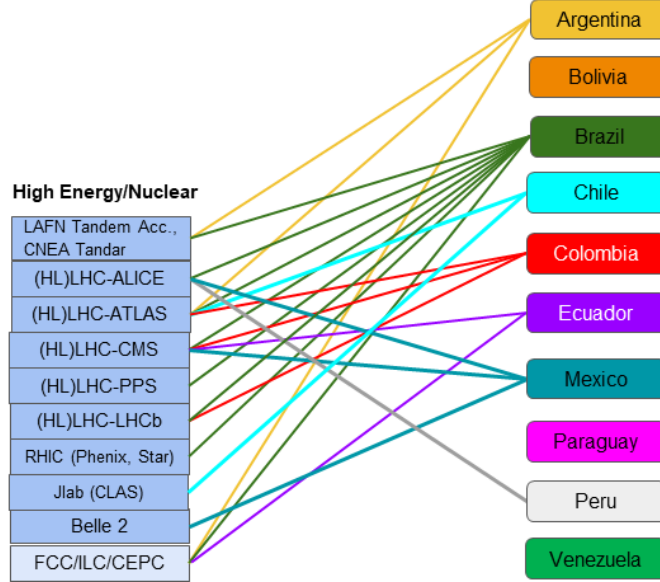 High Energy/Nuclear
LAFN Tandem Acc.,
CNEA Tandar
(HL)LHC-ALICE
(HL)LHC-ATLAS
(HL)LHC-CMS
(HL)LHC-PPS
(HL)LHC-LHCb
RHIC (Phenix, Star)
Jlab (CLAS)
Belle 2
FCC/ILC/CEPC
Argentina
Bolivia
Brazil
Chile
Colombia
Ecuador
Mexico
Paraguay
Peru
Venezuela